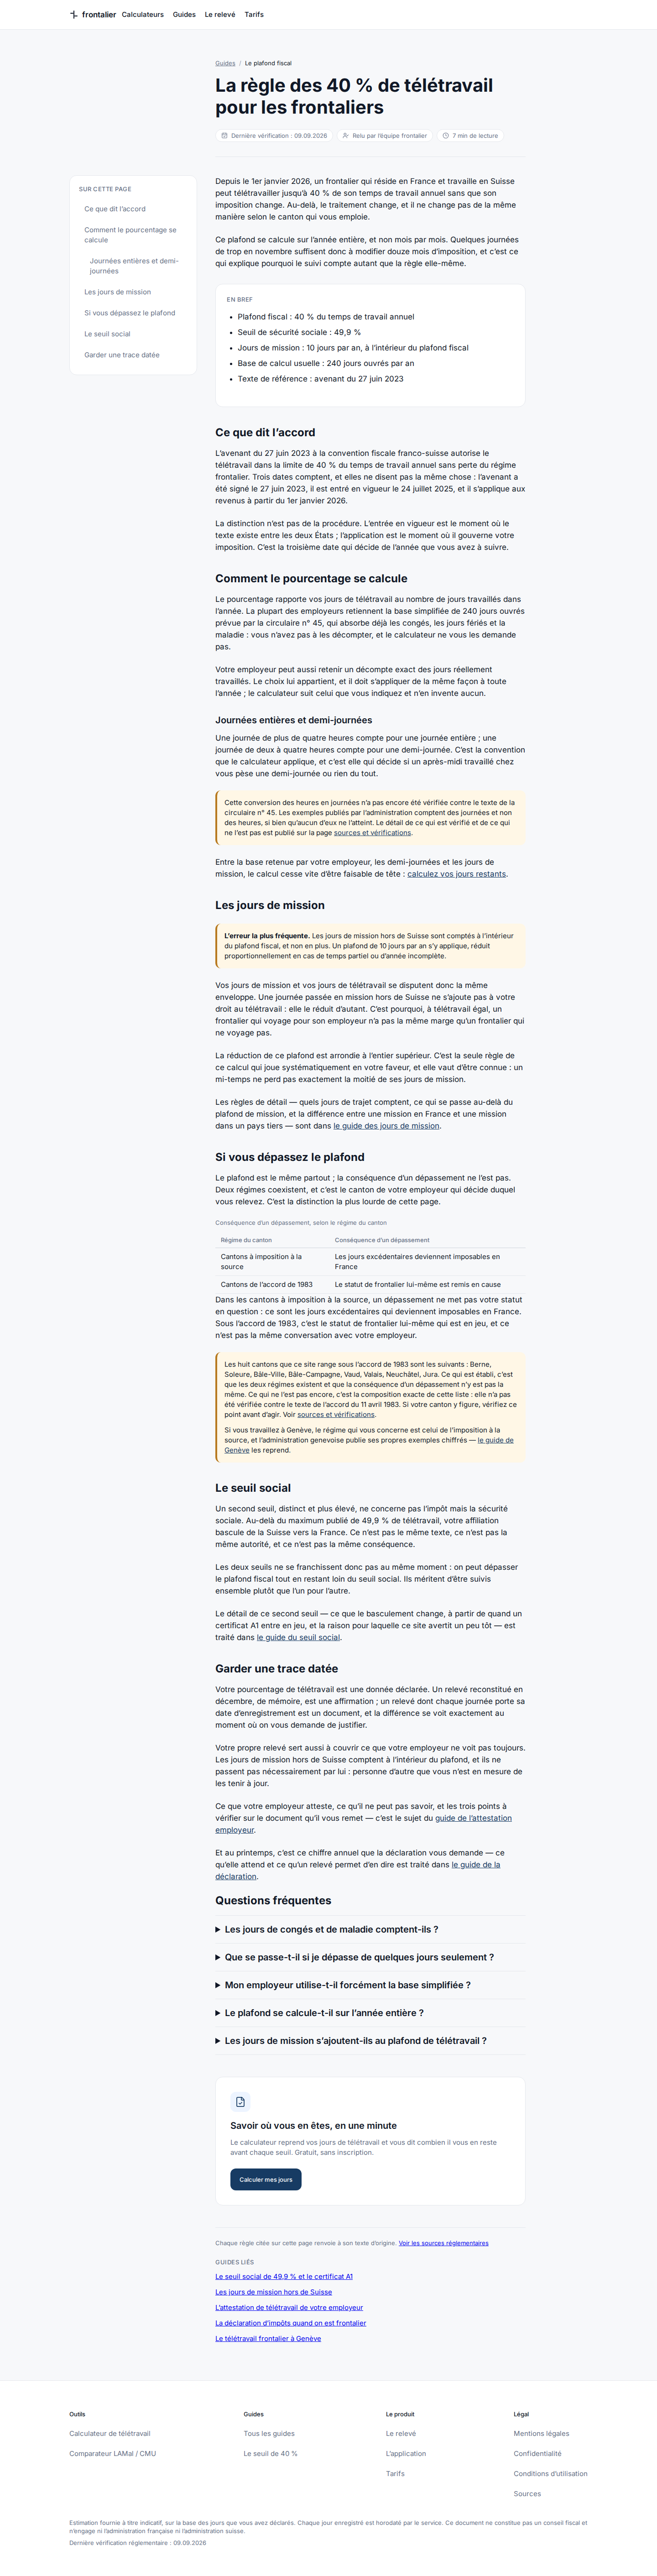 frontalier Calculateurs Guides Le relevé Tarifs
Guides / Le plafond fiscal
La règle des 40 % de télétravail
pour les frontaliers
Dernière vérification : 09.09.2026 Relu par l’équipe frontalier 7 min de lecture
SUR CETTE PAGE
Ce que dit l’accord
Comment le pourcentage se
calcule
Journées entières et demi-
journées
Les jours de mission
Si vous dépassez le plafond
Le seuil social
Garder une trace datée
Depuis le 1er janvier 2026, un frontalier qui réside en France et travaille en Suisse
peut télétravailler jusqu’à 40 % de son temps de travail annuel sans que son
imposition change. Au-delà, le traitement change, et il ne change pas de la même
manière selon le canton qui vous emploie.
Ce plafond se calcule sur l’année entière, et non mois par mois. Quelques journées
de trop en novembre suffisent donc à modifier douze mois d’imposition, et c’est ce
qui explique pourquoi le suivi compte autant que la règle elle-même.
EN BREF
• Plafond fiscal : 40 % du temps de travail annuel
• Seuil de sécurité sociale : 49,9 %
• Jours de mission : 10 jours par an, à l’intérieur du plafond fiscal
• Base de calcul usuelle : 240 jours ouvrés par an
• Texte de référence : avenant du 27 juin 2023
Ce que dit l’accord
L’avenant du 27 juin 2023 à la convention fiscale franco-suisse autorise le
télétravail dans la limite de 40 % du temps de travail annuel sans perte du régime
frontalier. Trois dates comptent, et elles ne disent pas la même chose : l’avenant a
été signé le 27 juin 2023, il est entré en vigueur le 24 juillet 2025, et il s’applique aux
revenus à partir du 1er janvier 2026.
La distinction n’est pas de la procédure. L’entrée en vigueur est le moment où le
texte existe entre les deux États ; l’application est le moment où il gouverne votre
imposition. C’est la troisième date qui décide de l’année que vous avez à suivre.
Comment le pourcentage se calcule
Le pourcentage rapporte vos jours de télétravail au nombre de jours travaillés dans
l’année. La plupart des employeurs retiennent la base simplifiée de 240 jours ouvrés
prévue par la circulaire n° 45, qui absorbe déjà les congés, les jours fériés et la
maladie : vous n’avez pas à les décompter, et le calculateur ne vous les demande
pas.
Votre employeur peut aussi retenir un décompte exact des jours réellement
travaillés. Le choix lui appartient, et il doit s’appliquer de la même façon à toute
l’année ; le calculateur suit celui que vous indiquez et n’en invente aucun.
Journées entières et demi-journées
Une journée de plus de quatre heures compte pour une journée entière ; une
journée de deux à quatre heures compte pour une demi-journée. C’est la convention
que le calculateur applique, et c’est elle qui décide si un après-midi travaillé chez
vous pèse une demi-journée ou rien du tout.
Cette conversion des heures en journées n’a pas encore été vérifiée contre le texte de la
circulaire n° 45. Les exemples publiés par l’administration comptent des journées et non
des heures, si bien qu’aucun d’eux ne l’atteint. Le détail de ce qui est vérifié et de ce qui
ne l’est pas est publié sur la page sources et vérifications.
Entre la base retenue par votre employeur, les demi-journées et les jours de
mission, le calcul cesse vite d’être faisable de tête : calculez vos jours restants.
Les jours de mission
L’erreur la plus fréquente. Les jours de mission hors de Suisse sont comptés à l’intérieur
du plafond fiscal, et non en plus. Un plafond de 10 jours par an s’y applique, réduit
proportionnellement en cas de temps partiel ou d’année incomplète.
Vos jours de mission et vos jours de télétravail se disputent donc la même
enveloppe. Une journée passée en mission hors de Suisse ne s’ajoute pas à votre
droit au télétravail : elle le réduit d’autant. C’est pourquoi, à télétravail égal, un
frontalier qui voyage pour son employeur n’a pas la même marge qu’un frontalier qui
ne voyage pas.
La réduction de ce plafond est arrondie à l’entier supérieur. C’est la seule règle de
ce calcul qui joue systématiquement en votre faveur, et elle vaut d’être connue : un
mi-temps ne perd pas exactement la moitié de ses jours de mission.
Les règles de détail — quels jours de trajet comptent, ce qui se passe au-delà du
plafond de mission, et la différence entre une mission en France et une mission
dans un pays tiers — sont dans le guide des jours de mission.
Si vous dépassez le plafond
Le plafond est le même partout ; la conséquence d’un dépassement ne l’est pas.
Deux régimes coexistent, et c’est le canton de votre employeur qui décide duquel
vous relevez. C’est la distinction la plus lourde de cette page.
Conséquence d’un dépassement, selon le régime du canton
Régime du canton Conséquence d’un dépassement
Cantons à imposition à la
source
Les jours excédentaires deviennent imposables en
France
Cantons de l’accord de 1983 Le statut de frontalier lui-même est remis en cause
Dans les cantons à imposition à la source, un dépassement ne met pas votre statut
en question : ce sont les jours excédentaires qui deviennent imposables en France.
Sous l’accord de 1983, c’est le statut de frontalier lui-même qui est en jeu, et ce
n’est pas la même conversation avec votre employeur.
Les huit cantons que ce site range sous l’accord de 1983 sont les suivants : Berne,
Soleure, Bâle-Ville, Bâle-Campagne, Vaud, Valais, Neuchâtel, Jura. Ce qui est établi, c’est
que les deux régimes existent et que la conséquence d’un dépassement n’y est pas la
même. Ce qui ne l’est pas encore, c’est la composition exacte de cette liste : elle n’a pas
été vérifiée contre le texte de l’accord du 11 avril 1983. Si votre canton y figure, vérifiez ce
point avant d’agir. Voir sources et vérifications.
Si vous travaillez à Genève, le régime qui vous concerne est celui de l’imposition à la
source, et l’administration genevoise publie ses propres exemples chiffrés — le guide de
Genève les reprend.
Le seuil social
Un second seuil, distinct et plus élevé, ne concerne pas l’impôt mais la sécurité
sociale. Au-delà du maximum publié de 49,9 % de télétravail, votre affiliation
bascule de la Suisse vers la France. Ce n’est pas le même texte, ce n’est pas la
même autorité, et ce n’est pas la même conséquence.
Les deux seuils ne se franchissent donc pas au même moment : on peut dépasser
le plafond fiscal tout en restant loin du seuil social. Ils méritent d’être suivis
ensemble plutôt que l’un pour l’autre.
Le détail de ce second seuil — ce que le basculement change, à partir de quand un
certificat A1 entre en jeu, et la raison pour laquelle ce site avertit un peu tôt — est
traité dans le guide du seuil social.
Garder une trace datée
Votre pourcentage de télétravail est une donnée déclarée. Un relevé reconstitué en
décembre, de mémoire, est une affirmation ; un relevé dont chaque journée porte sa
date d’enregistrement est un document, et la différence se voit exactement au
moment où on vous demande de justifier.
Votre propre relevé sert aussi à couvrir ce que votre employeur ne voit pas toujours.
Les jours de mission hors de Suisse comptent à l’intérieur du plafond, et ils ne
passent pas nécessairement par lui : personne d’autre que vous n’est en mesure de
les tenir à jour.
Ce que votre employeur atteste, ce qu’il ne peut pas savoir, et les trois points à
vérifier sur le document qu’il vous remet — c’est le sujet du guide de l’attestation
employeur.
Et au printemps, c’est ce chiffre annuel que la déclaration vous demande — ce
qu’elle attend et ce qu’un relevé permet d’en dire est traité dans le guide de la
déclaration.
Questions fréquentes
Les jours de congés et de maladie comptent-ils ?
Que se passe-t-il si je dépasse de quelques jours seulement ?
Mon employeur utilise-t-il forcément la base simplifiée ?
Le plafond se calcule-t-il sur l’année entière ?
Les jours de mission s’ajoutent-ils au plafond de télétravail ?
Savoir où vous en êtes, en une minute
Le calculateur reprend vos jours de télétravail et vous dit combien il vous en reste
avant chaque seuil. Gratuit, sans inscription.
Calculer mes jours
Chaque règle citée sur cette page renvoie à son texte d’origine. Voir les sources réglementaires
GUIDES LIÉS
Le seuil social de 49,9 % et le certificat A1
Les jours de mission hors de Suisse
L’attestation de télétravail de votre employeur
La déclaration d’impôts quand on est frontalier
Le télétravail frontalier à Genève
Outils
Calculateur de télétravail
Comparateur LAMal / CMU
Guides
Tous les guides
Le seuil de 40 %
Le produit
Le relevé
L’application
Tarifs
Légal
Mentions légales
Confidentialité
Conditions d’utilisation
Sources
Estimation fournie à titre indicatif, sur la base des jours que vous avez déclarés. Chaque jour enregistré est horodaté par le service. Ce document ne constitue pas un conseil fiscal et
n’engage ni l’administration française ni l’administration suisse.
Dernière vérification réglementaire : 09.09.2026